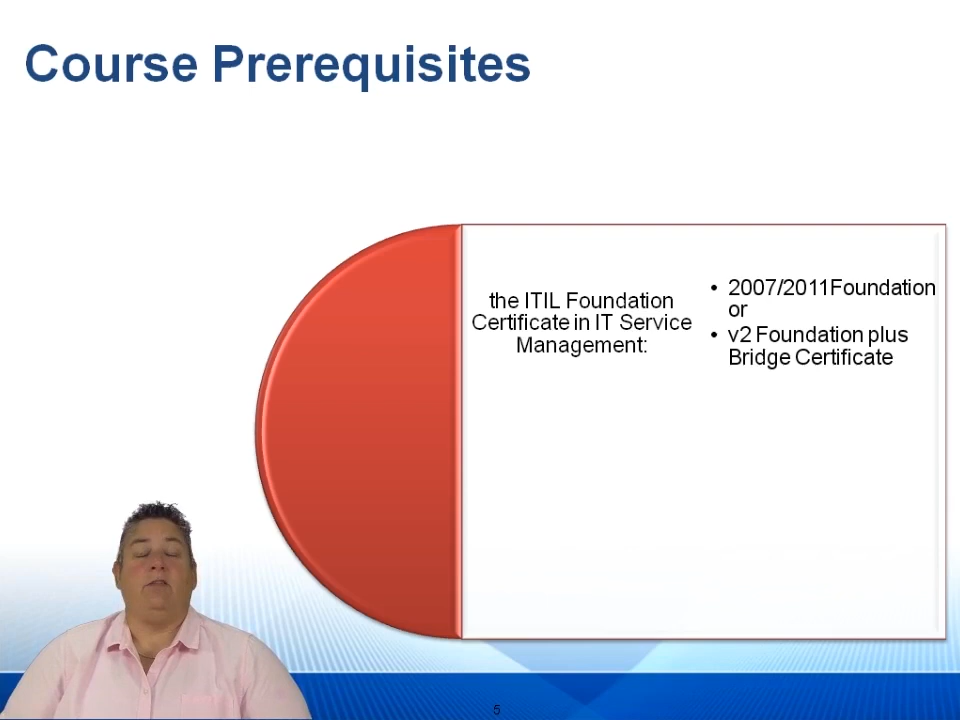 Course Prerequisites
the ITIL Foundation
Certificate in IT Service
Management:
• 2007/2011Foundation
or
• v2 Foundation plus
Bridge Certificate
5